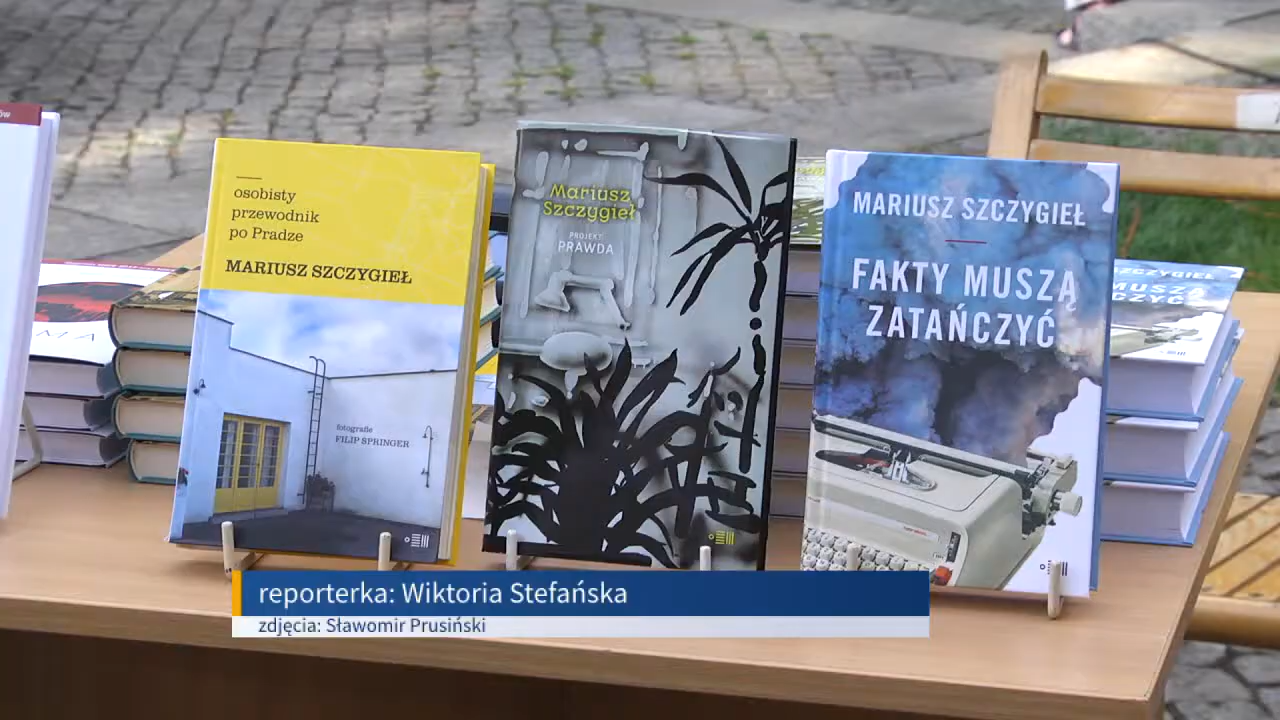 osobisty
przewodnik
po Pradze
MARIUSZ SZCZYGIEŁ
fotografie
FILIP SPRINGER
Mariusz
Szczygieł
PROJEKT:
PRAWDA
MARIUSZ SZCZYGIEŁ
FAKTY MUSZĄ
ZATAŃCZYĆ
reporterka: Wiktoria Stefańska
zdjęcia: Sławomir Prusiński